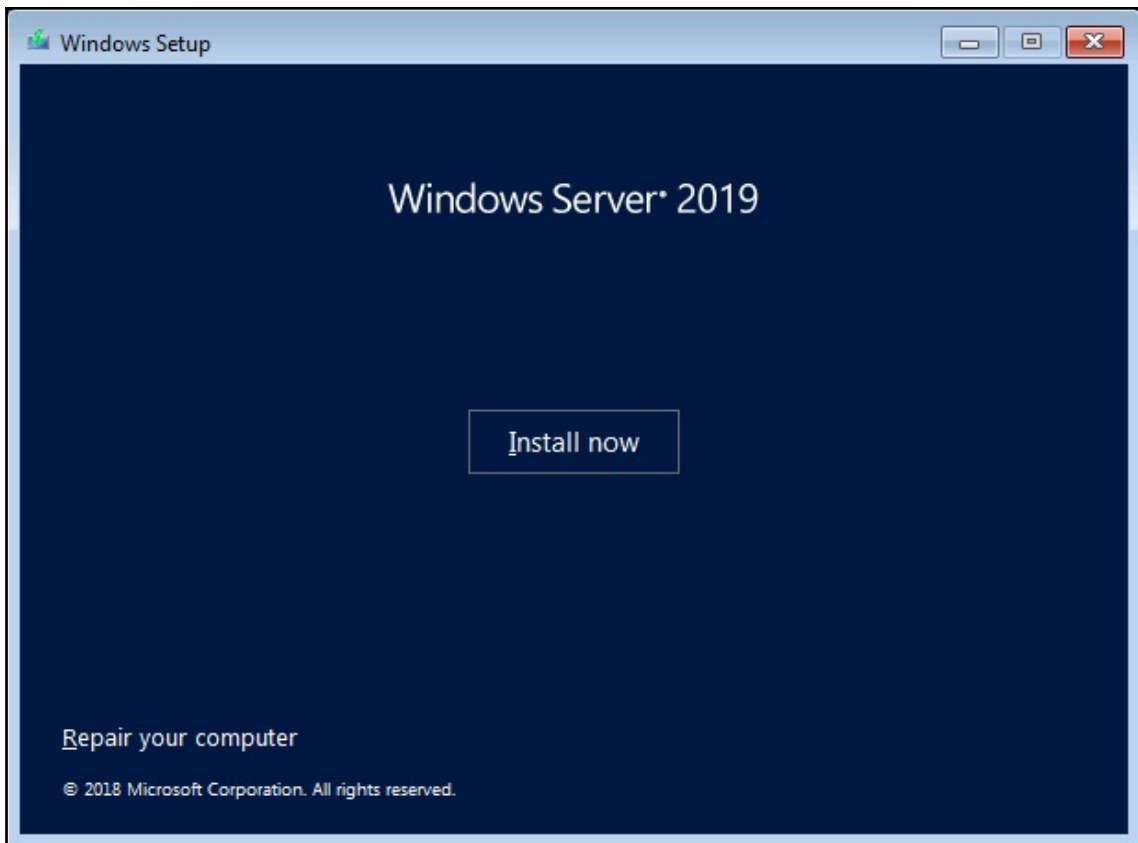 Windows Setup
Windows Server® 2019
Install now
Repair your computer
© 2018 Microsoft Corporation. All rights reserved.